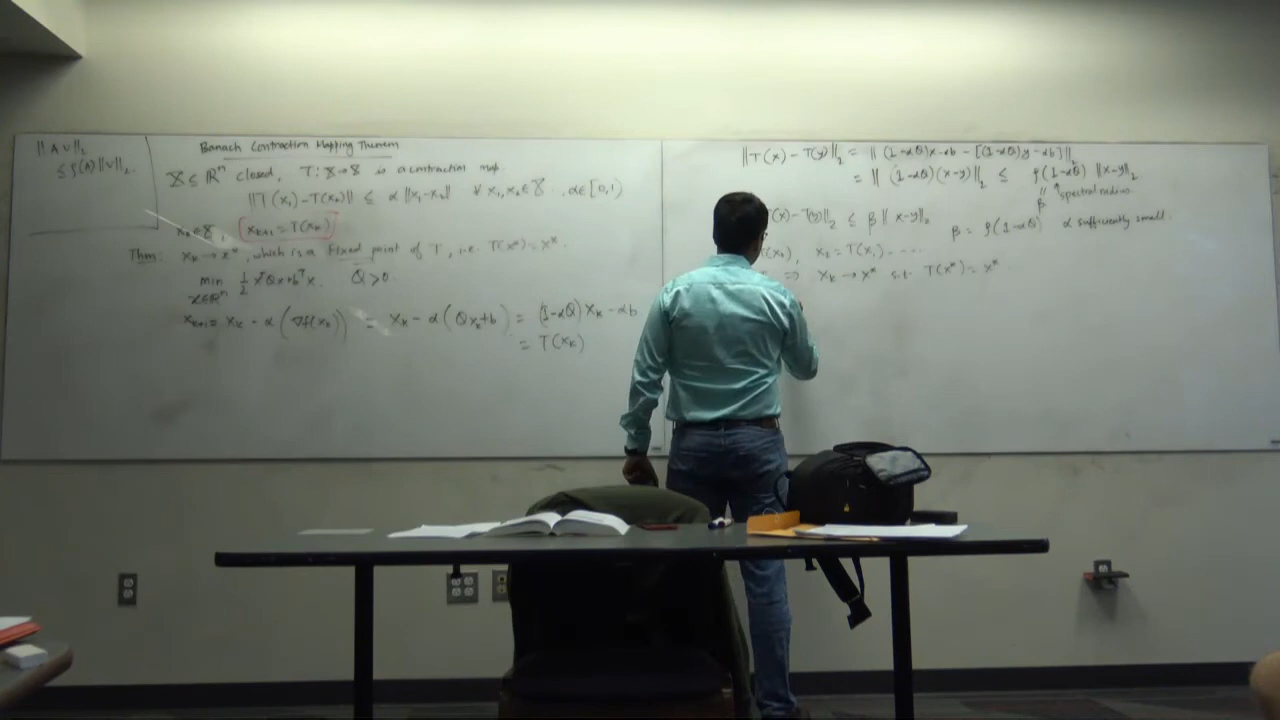 ‖AV‖₂
≤ ρ(A)‖V‖₂
Banach Contraction Mapping Theorem
X ⊆ ℝⁿ closed, T: X → X is a contraction map.
‖T(x₁)-T(x₂)‖ ≤ α ‖x₁-x₂‖ ∀ x₁,x₂ ∈ X, α∈[0,1)
x₀ ∈ X, x_{k+1} = T(x_k)
Thm: x_k → x*, which is a fixed point of T, i.e. T(x*) = x*.
min ½ xᵀQx + bᵀx, Q > 0
x∈ℝⁿ
x_{k+1} = x_k - α(∇f(x_k)) = x_k - α(Qx_k+b) = (I-αQ)x_k - αb
= T(x_k)
‖T(x) - T(y)‖₂ = ‖(I-αQ)x-αb - [(I-αQ)y-αb]‖₂
= ‖(I-αQ)(x-y)‖₂ ≤ ρ(I-αQ) ‖x-y‖₂
‖ spectral radius
β
T(x)-T(y)‖₂ ≤ β‖x-y‖₂ β = ρ(I-αQ) α sufficiently small
x₂ = T(x₁) .....
⇒ x_k → x* s.t. T(x*) = x*